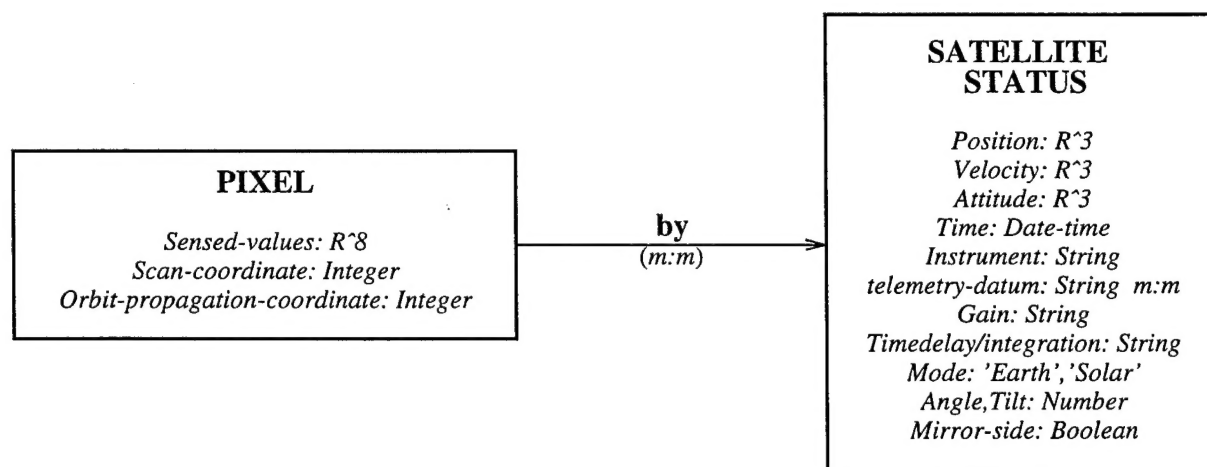 PIXEL
Sensed-values: R^8
Scan-coordinate: Integer
Orbit-propagation-coordinate: Integer
by
(m:m)
SATELLITE
STATUS
Position: R^3
Velocity: R^3
Attitude: R^3
Time: Date-time
Instrument: String
telemetry-datum: String m:m
Gain: String
Timedelay/integration: String
Mode: 'Earth','Solar'
Angle,Tilt: Number
Mirror-side: Boolean